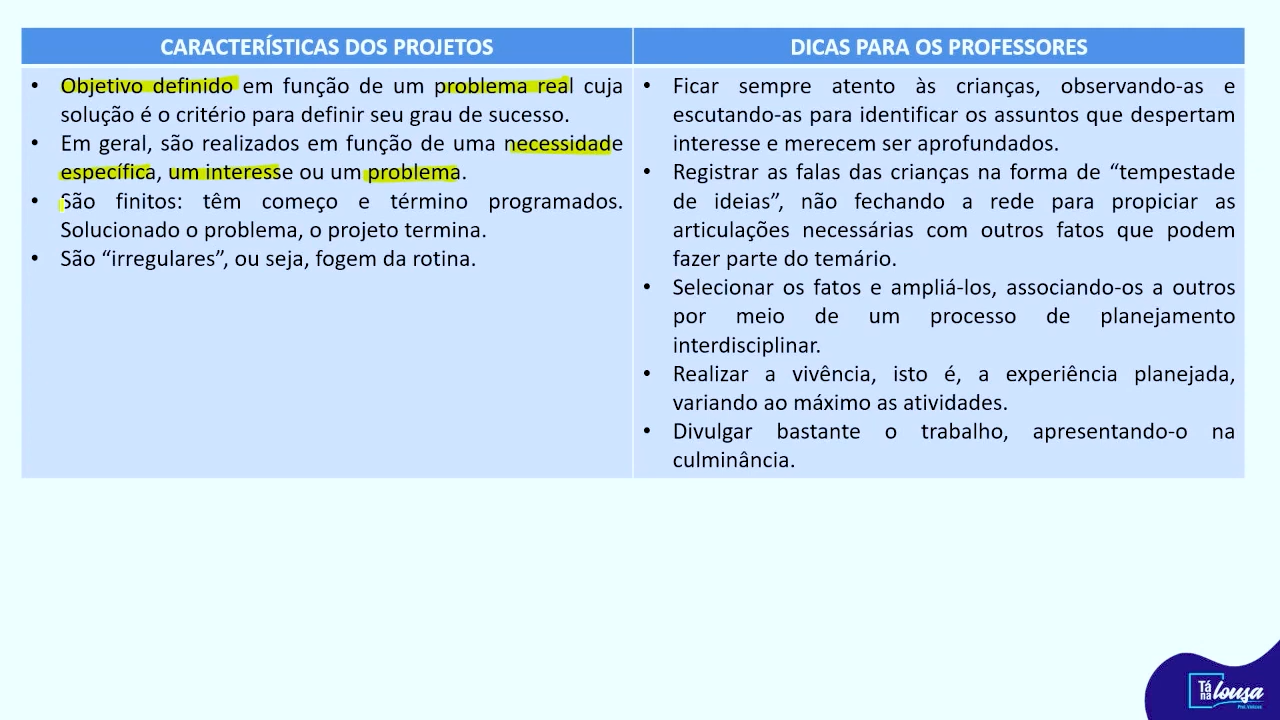 CARACTERÍSTICAS DOS PROJETOS
• Objetivo definido em função de um problema real cuja
solução é o critério para definir seu grau de sucesso.
• Em geral, são realizados em função de uma necessidade
específica, um interesse ou um problema.
• São finitos: têm começo e término programados.
Solucionado o problema, o projeto termina.
• São “irregulares”, ou seja, fogem da rotina.
DICAS PARA OS PROFESSORES
• Ficar sempre atento às crianças, observando-as e
escutando-as para identificar os assuntos que despertam
interesse e merecem ser aprofundados.
• Registrar as falas das crianças na forma de “tempestade
de ideias”, não fechando a rede para propiciar as
articulações necessárias com outros fatos que podem
fazer parte do temário.
• Selecionar os fatos e ampliá-los, associando-os a outros
por meio de um processo de planejamento
interdisciplinar.
• Realizar a vivência, isto é, a experiência planejada,
variando ao máximo as atividades.
• Divulgar bastante o trabalho, apresentando-o na
culminância.
Tá
na lousa